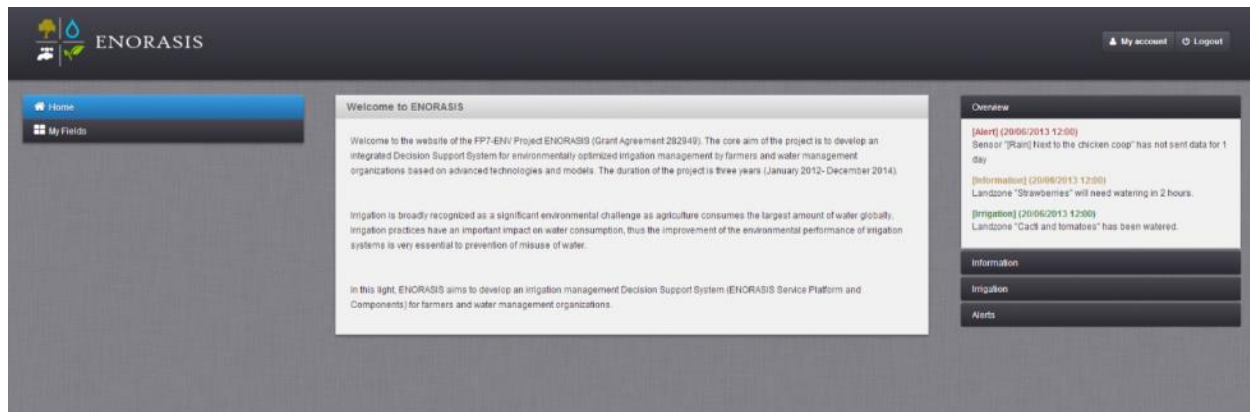 ENORASIS
My account
Logout
Home
My Fields
Welcome to ENORASIS
Welcome to the website of the FP7-ENV Project ENORASIS (Grant Agreement 282949). The core aim of the project is to develop an
integrated Decision Support System for environmentally optimized irrigation management by farmers and water management
organizations based on advanced technologies and models. The duration of the project is three years (January 2012- December 2014).
Irrigation is broadly recognized as a significant environmental challenge as agriculture consumes the largest amount of water globally.
Irrigation practices have an important impact on water consumption, thus the improvement of the environmental performance of irrigation
systems is very essential to prevention of misuse of water.
In this light, ENORASIS aims to develop an irrigation management Decision Support System (ENORASIS Service Platform and
Components) for farmers and water management organizations.
Overview
[Alert] (20/06/2013 12:00)
Sensor "[Rain] Next to the chicken coop" has not sent data for 1
day
[Information] (20/06/2013 12:00)
Landzone "Strawberries" will need watering in 2 hours.
[Irrigation] (20/06/2013 12:00)
Landzone "Cacti and tomatoes" has been watered.
Information
Irrigation
Alerts